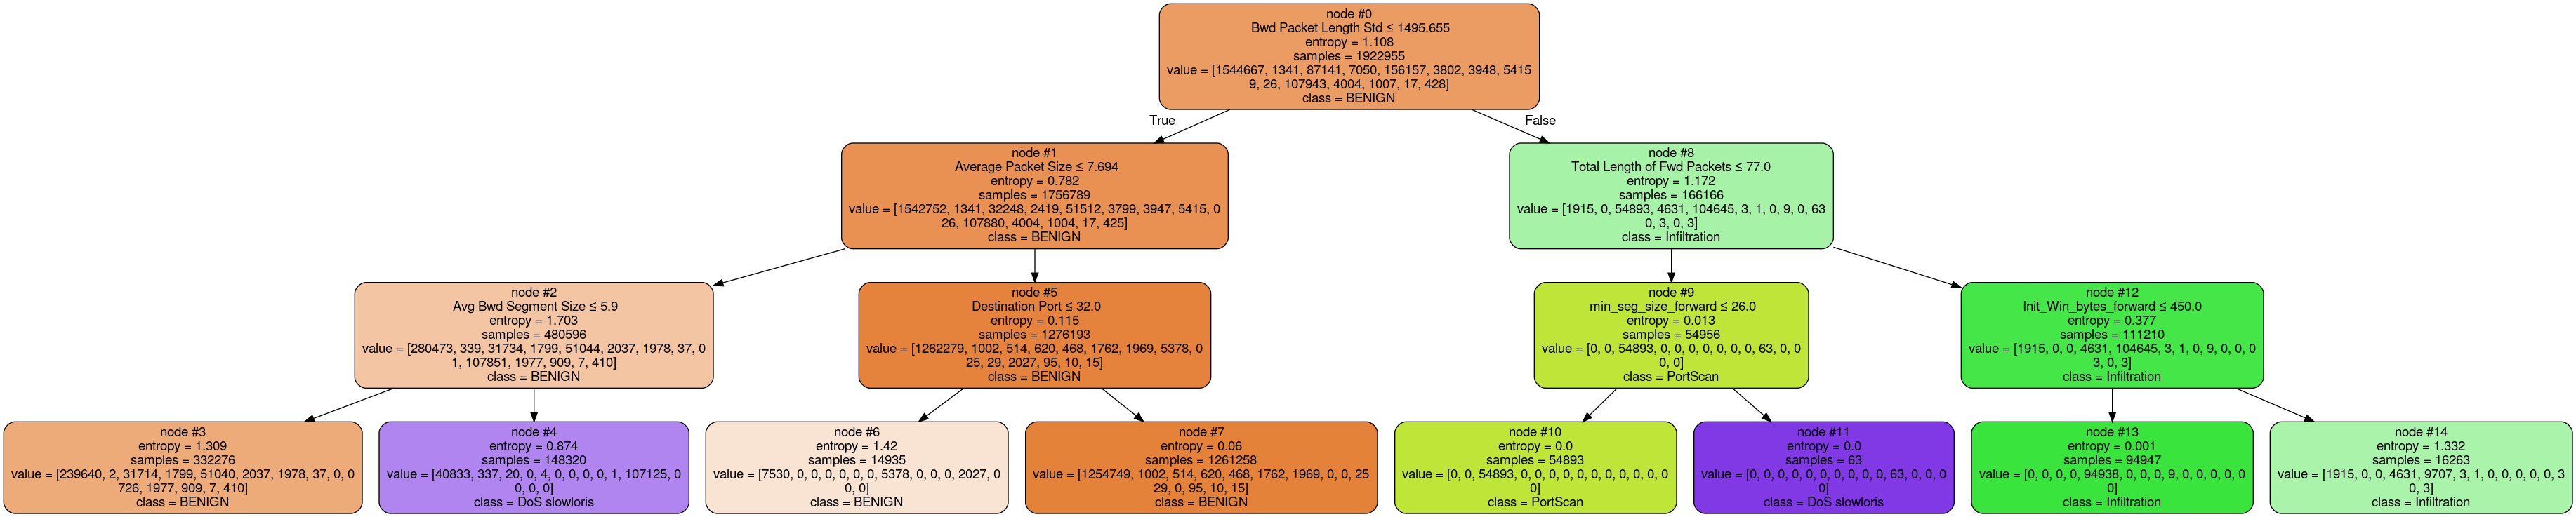 node #0
Bwd Packet Length Std ≤ 1495.655
entropy = 1.108
samples = 1922955
value = [1544667, 1341, 87141, 7050, 156157, 3802, 3948, 5415
9, 26, 107943, 4004, 1007, 17, 428]
class = BENIGN
True
False
node #1
Average Packet Size ≤ 7.694
entropy = 0.782
samples = 1756789
value = [1542752, 1341, 32248, 2419, 51512, 3799, 3947, 5415, 0
26, 107880, 4004, 1004, 17, 425]
class = BENIGN
node #8
Total Length of Fwd Packets ≤ 77.0
entropy = 1.172
samples = 166166
value = [1915, 0, 54893, 4631, 104645, 3, 1, 0, 9, 0, 63
0, 3, 0, 3]
class = Infiltration
node #2
Avg Bwd Segment Size ≤ 5.9
entropy = 1.703
samples = 480596
value = [280473, 339, 31734, 1799, 51044, 2037, 1978, 37, 0
1, 107851, 1977, 909, 7, 410]
class = BENIGN
node #5
Destination Port ≤ 32.0
entropy = 0.115
samples = 1276193
value = [1262279, 1002, 514, 620, 468, 1762, 1969, 5378, 0
25, 29, 2027, 95, 10, 15]
class = BENIGN
node #9
min_seg_size_forward ≤ 26.0
entropy = 0.013
samples = 54956
value = [0, 0, 54893, 0, 0, 0, 0, 0, 0, 0, 63, 0, 0
0, 0]
class = PortScan
node #12
Init_Win_bytes_forward ≤ 450.0
entropy = 0.377
samples = 111210
value = [1915, 0, 0, 4631, 104645, 3, 1, 0, 9, 0, 0, 0
3, 0, 3]
class = Infiltration
node #3
entropy = 1.309
samples = 332276
value = [239640, 2, 31714, 1799, 51040, 2037, 1978, 37, 0, 0
726, 1977, 909, 7, 410]
class = BENIGN
node #4
entropy = 0.874
samples = 148320
value = [40833, 337, 20, 0, 4, 0, 0, 0, 0, 1, 107125, 0
0, 0, 0]
class = DoS slowloris
node #6
entropy = 1.42
samples = 14935
value = [7530, 0, 0, 0, 0, 0, 0, 5378, 0, 0, 0, 2027, 0
0, 0]
class = BENIGN
node #7
entropy = 0.06
samples = 1261258
value = [1254749, 1002, 514, 620, 468, 1762, 1969, 0, 0, 25
29, 0, 95, 10, 15]
class = BENIGN
node #10
entropy = 0.0
samples = 54893
value = [0, 0, 54893, 0, 0, 0, 0, 0, 0, 0, 0, 0, 0, 0
0]
class = PortScan
node #11
entropy = 0.0
samples = 63
value = [0, 0, 0, 0, 0, 0, 0, 0, 0, 0, 63, 0, 0, 0
0]
class = DoS slowloris
node #13
entropy = 0.001
samples = 94947
value = [0, 0, 0, 0, 94938, 0, 0, 0, 9, 0, 0, 0, 0, 0
0]
class = Infiltration
node #14
entropy = 1.332
samples = 16263
value = [1915, 0, 0, 4631, 9707, 3, 1, 0, 0, 0, 0, 0, 3
0, 3]
class = Infiltration